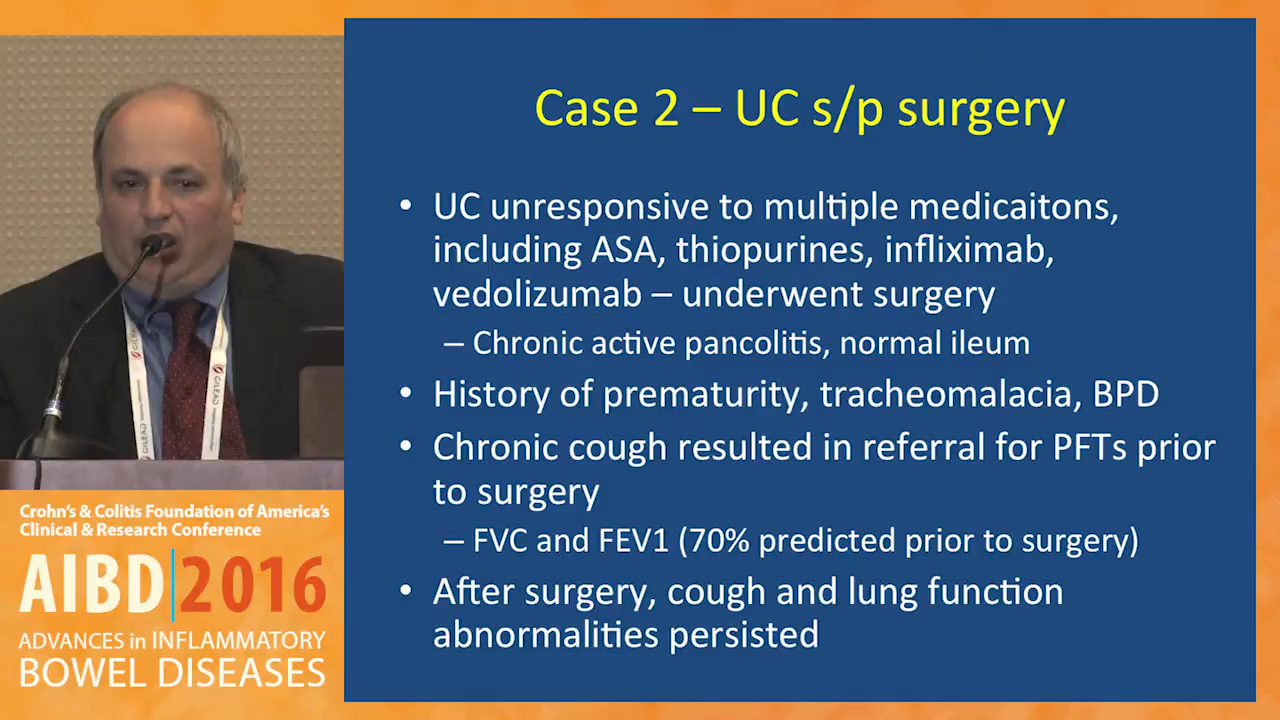 Case 2 – UC s/p surgery
• UC unresponsive to multiple medicaitons,
including ASA, thiopurines, infliximab,
vedolizumab – underwent surgery
– Chronic active pancolitis, normal ileum
• History of prematurity, tracheomalacia, BPD
• Chronic cough resulted in referral for PFTs prior
to surgery
– FVC and FEV1 (70% predicted prior to surgery)
• After surgery, cough and lung function
abnormalities persisted
GILEAD
GILEAD
Crohn's & Colitis Foundation of America's
Clinical & Research Conference
AIBD|2016
ADVANCES in INFLAMMATORY
BOWEL DISEASES